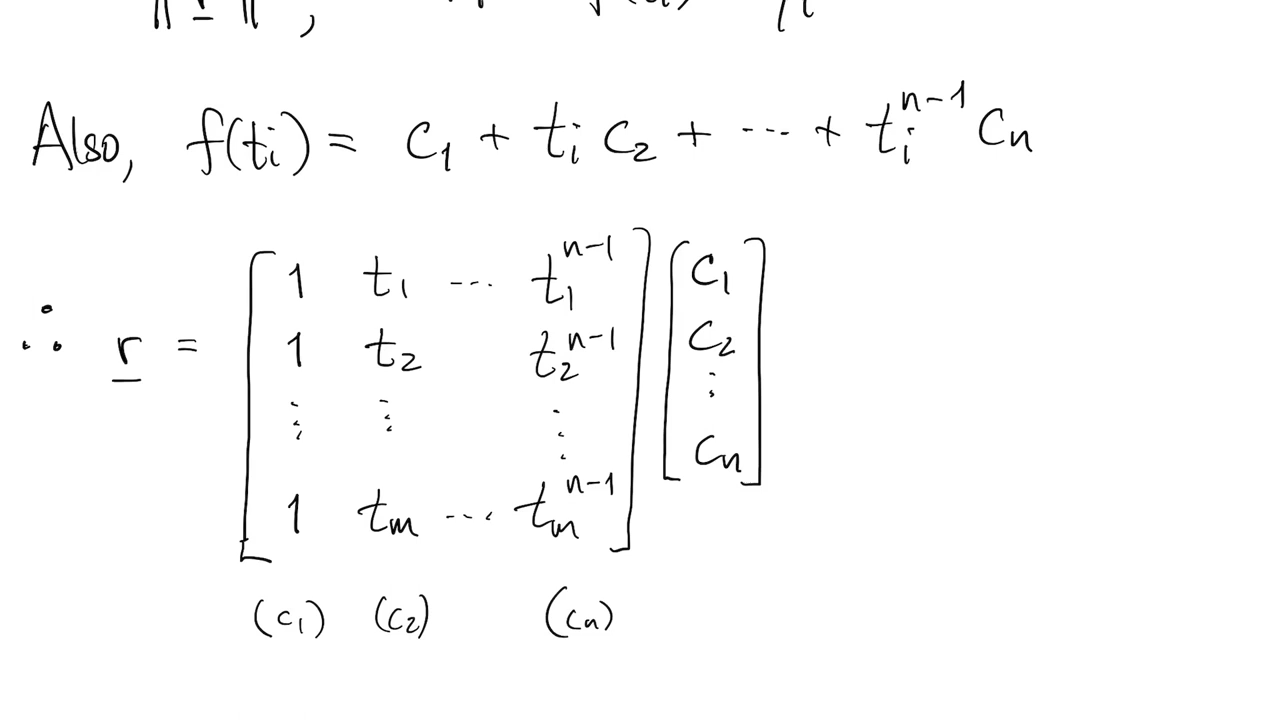 Also, f(tᵢ) = c₁ + tᵢ c₂ + ··· + tᵢⁿ⁻¹ cₙ
∴ r = [ 1 t₁ ··· t₁ⁿ⁻¹ ] [ c₁ ]
1 t₂ t₂ⁿ⁻¹ c₂
⋮ ⋮ ⋮ ⋮
1 tₘ ··· tₘⁿ⁻¹ cₙ
(c₁) (c₂) (cₙ)